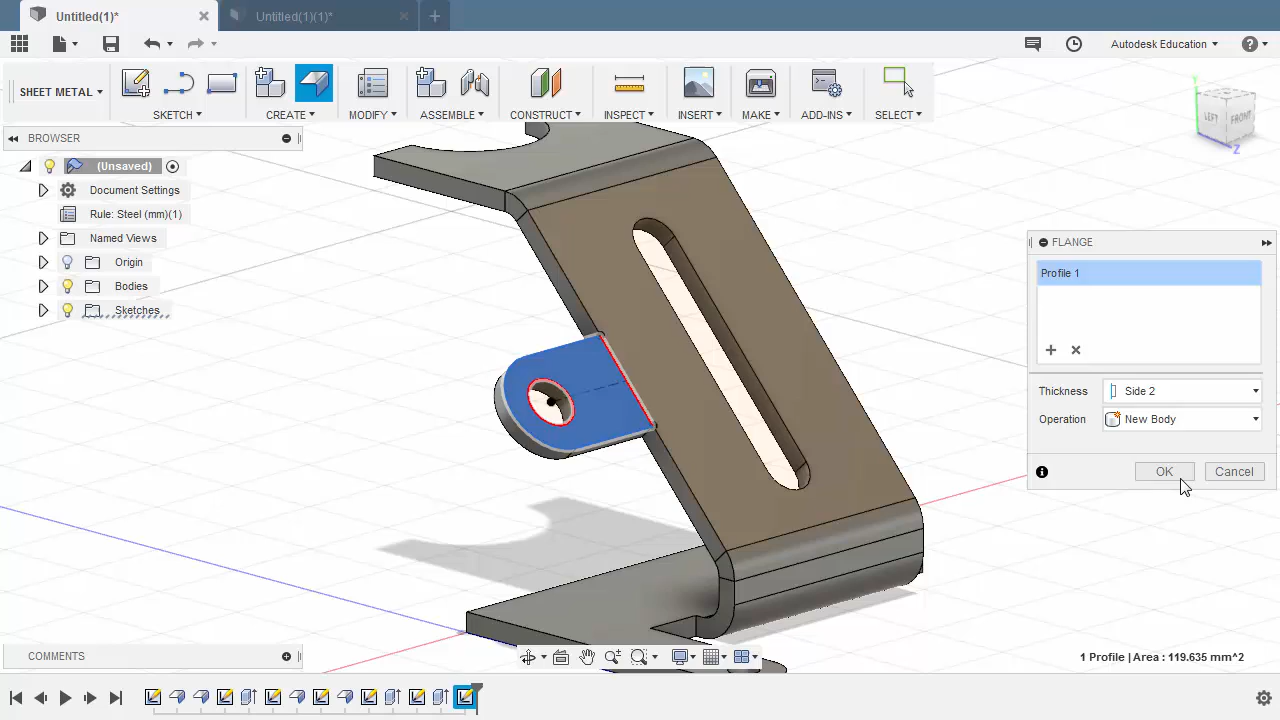 Untitled(1)*
Untitled(1)(1)*
Autodesk Education
SHEET METAL
SKETCH
CREATE
MODIFY
ASSEMBLE
CONSTRUCT
INSPECT
INSERT
MAKE
ADD-INS
SELECT
BROWSER
(Unsaved)
Document Settings
Rule: Steel (mm)(1)
Named Views
Origin
Bodies
Sketches
Y
LEFT
FRONT
Z
FLANGE
Profile 1
Thickness
Side 2
Operation
New Body
OK
Cancel
COMMENTS
1 Profile | Area : 119.635 mm^2